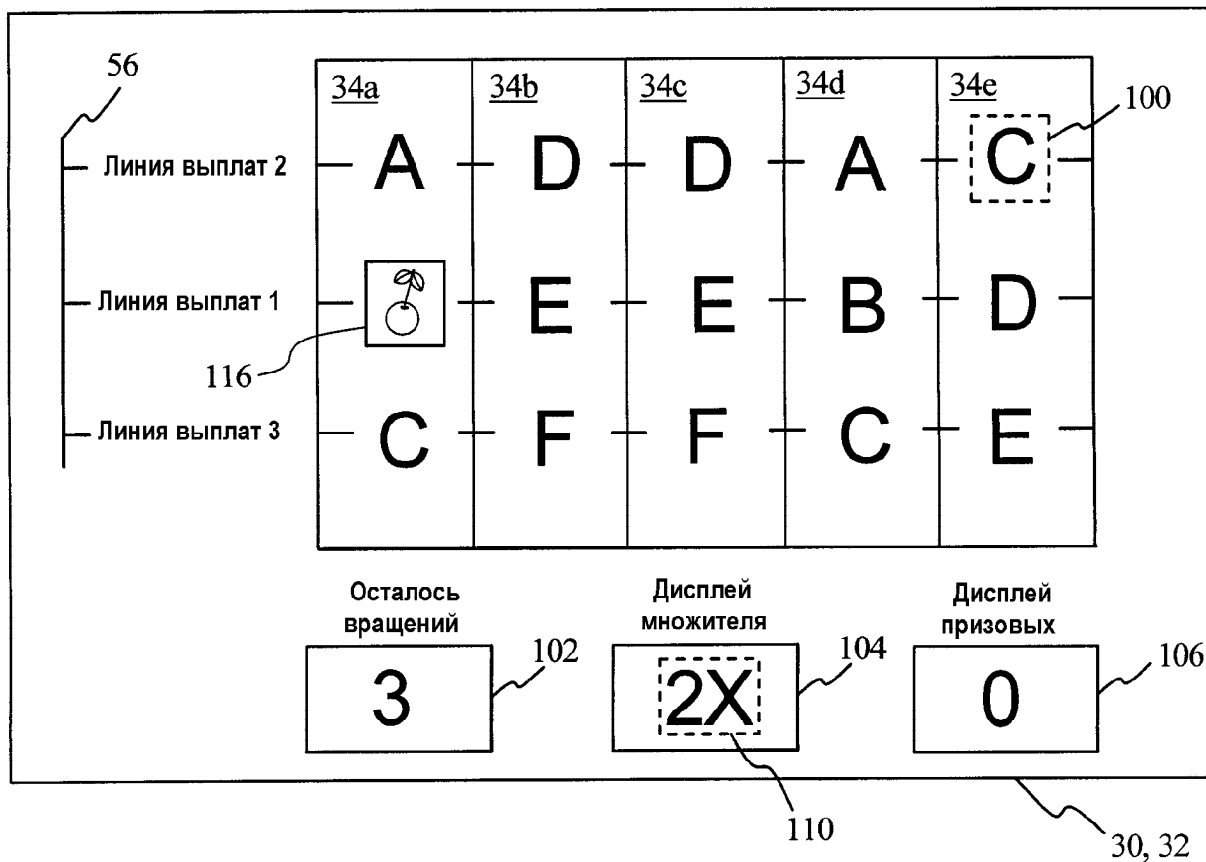 56
34a 34b 34c 34d 34e
100
Линия выплат 2 A D D A C
Линия выплат 1 E E B D
116
Линия выплат 3 C F F C E
Осталось вращений
Дисплей множителя
Дисплей призовых
3
102
2X
104
0
106
110
30, 32